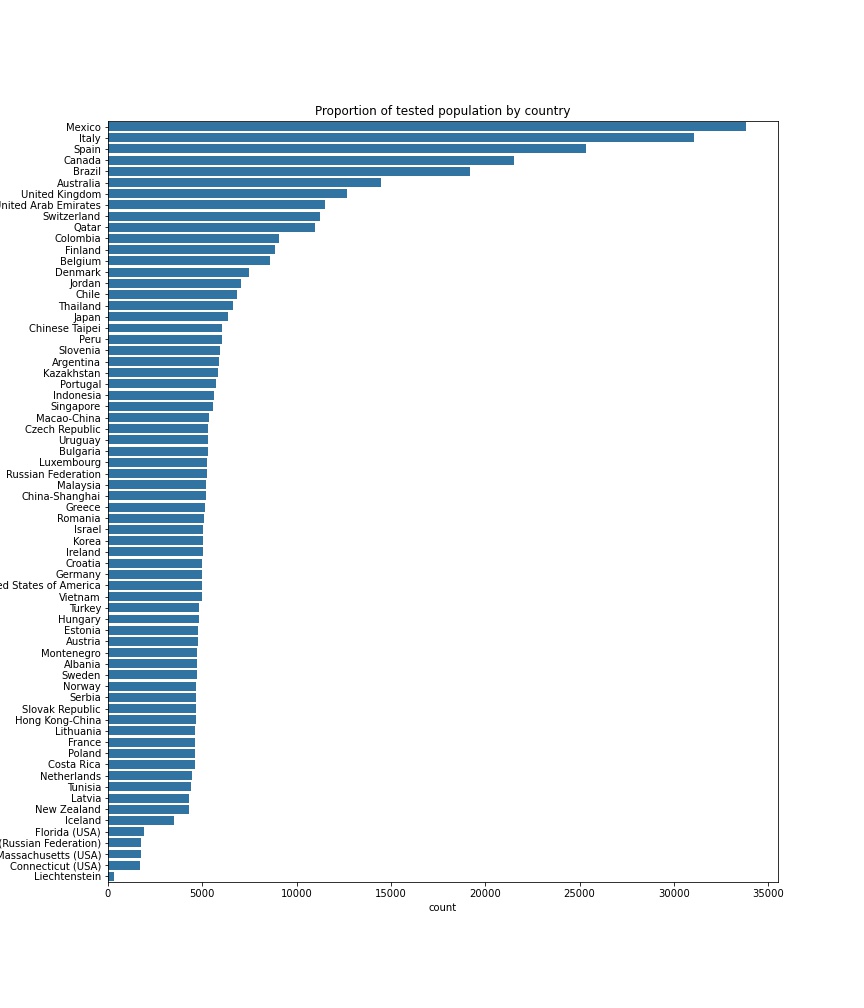 Proportion of tested population by country
Mexico
Italy
Spain
Canada
Brazil
Australia
United Kingdom
United Arab Emirates
Switzerland
Qatar
Colombia
Finland
Belgium
Denmark
Jordan
Chile
Thailand
Japan
Chinese Taipei
Peru
Slovenia
Argentina
Kazakhstan
Portugal
Indonesia
Singapore
Macao-China
Czech Republic
Uruguay
Bulgaria
Luxembourg
Russian Federation
Malaysia
China-Shanghai
Greece
Romania
Israel
Korea
Ireland
Croatia
Germany
ed States of America
Vietnam
Turkey
Hungary
Estonia
Austria
Montenegro
Albania
Sweden
Norway
Serbia
Slovak Republic
Hong Kong-China
Lithuania
France
Poland
Costa Rica
Netherlands
Tunisia
Latvia
New Zealand
Iceland
Florida (USA)
(Russian Federation)
Massachusetts (USA)
Connecticut (USA)
Liechtenstein
0 5000 10000 15000 20000 25000 30000 35000
count